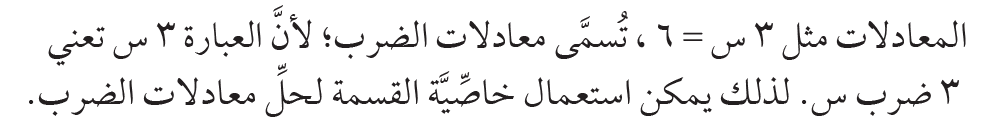 المعادلات مثل ٣ س = ٦ ، تُسمَّى معادلات الضرب؛ لأنَّ العبارة ٣ س تعني
٣ ضرب س. لذلك يمكن استعمال خاصِّيَّة القسمة لحلِّ معادلات الضرب.